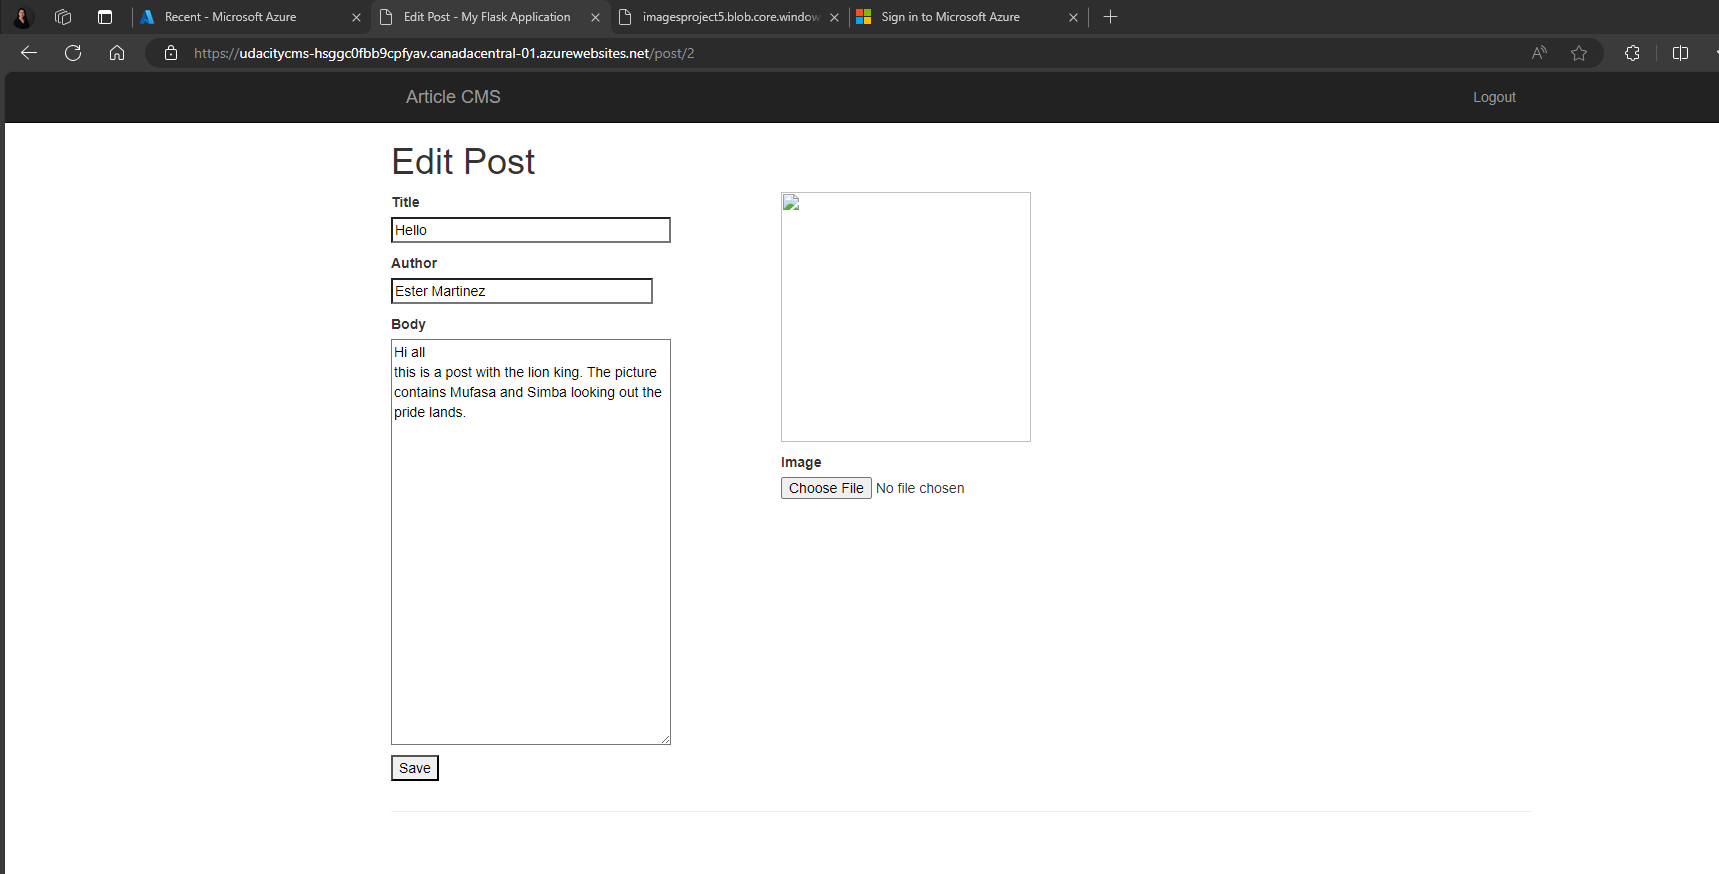 Recent - Microsoft Azure
Edit Post - My Flask Application
imagesproject5.blob.core.window
Sign in to Microsoft Azure
https://udacitycms-hsggc0fbb9cpfyav.canadacentral-01.azurewebsites.net/post/2
Article CMS
Logout
Edit Post
Title
Hello
Author
Ester Martinez
Body
Hi all
this is a post with the lion king. The picture
contains Mufasa and Simba looking out the
pride lands.
Image
Choose File No file chosen
Save